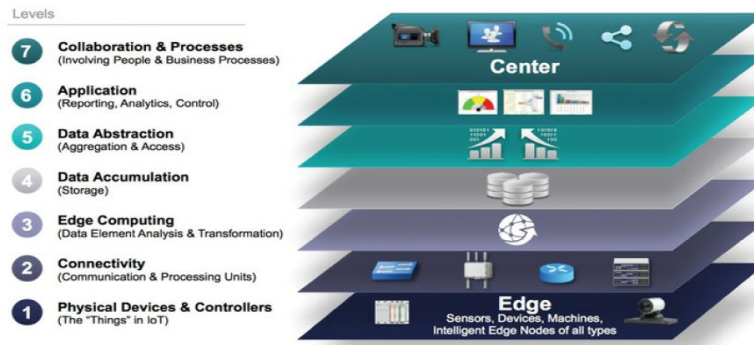 Levels
7 Collaboration & Processes
(Involving People & Business Processes)
6 Application
(Reporting, Analytics, Control)
5 Data Abstraction
(Aggregation & Access)
4 Data Accumulation
(Storage)
3 Edge Computing
(Data Element Analysis & Transformation)
2 Connectivity
(Communication & Processing Units)
1 Physical Devices & Controllers
(The "Things" in IoT)
Center
Edge
Sensors, Devices, Machines,
Intelligent Edge Nodes of all types